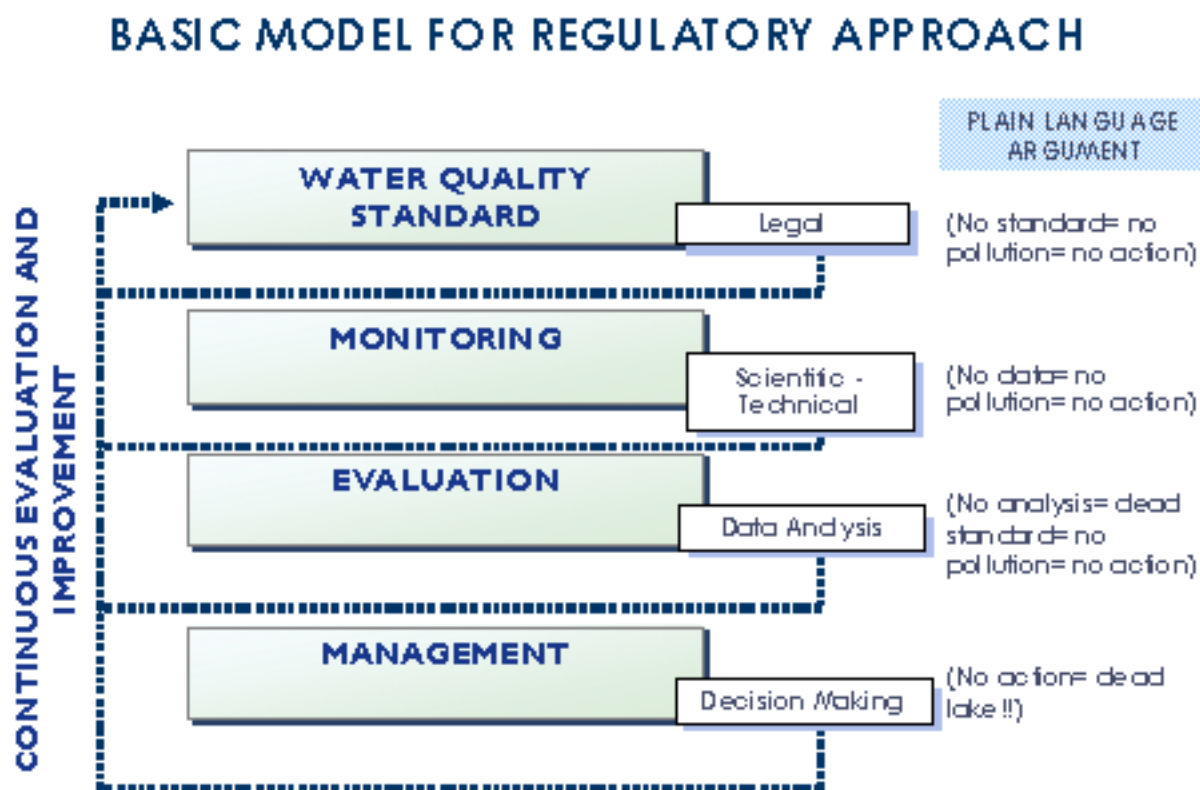 BASIC MODEL FOR REGULATORY APPROACH
PLAIN LANGUAGE
ARGUMENT
WATER QUALITY
STANDARD
Legal
(No standard= no
pollution= no action)
MONITORING
Scientific -
Technical
(No data= no
pollution= no action)
EVALUATION
Data Analysis
(No analysis= dead
standard= no
pollution= no action)
MANAGEMENT
Decision Making
(No action= dead
lake !!)
CONTINUOUS EVALUATION AND
IMPROVEMENT